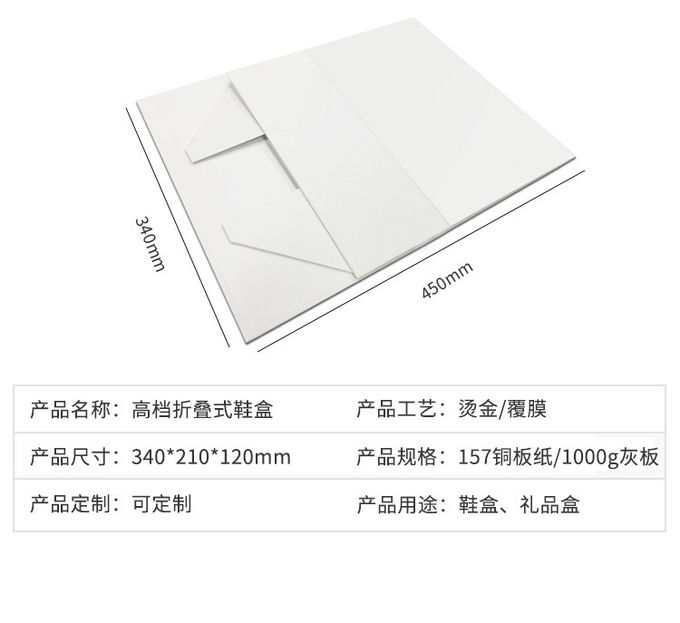 340mm
450mm
产品名称：高档折叠式鞋盒
产品工艺：烫金/覆膜
产品尺寸：340*210*120mm
产品规格：157铜板纸/1000g灰板
产品定制：可定制
产品用途：鞋盒、礼品盒